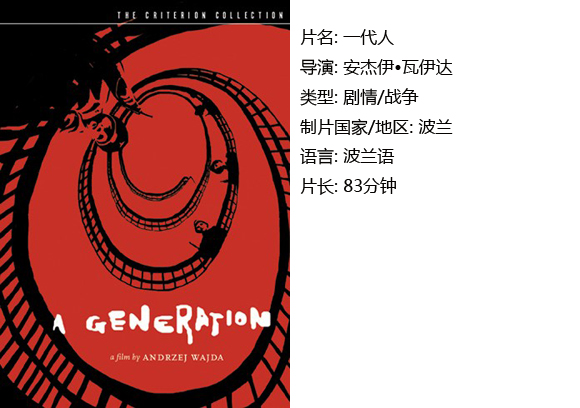 THE CRITERION COLLECTION
A GENERATION
a film by ANDRZEJ WAJDA
片名: 一代人
导演: 安杰伊•瓦伊达
类型: 剧情/战争
制片国家/地区: 波兰
语言: 波兰语
片长: 83分钟